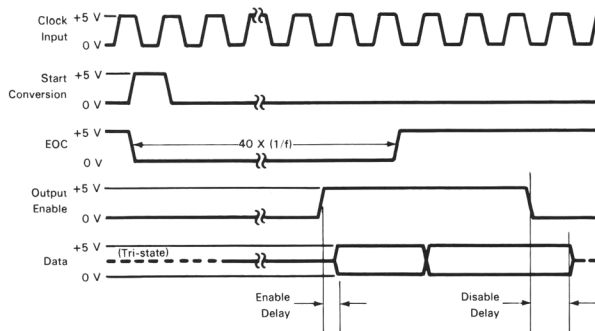 Clock
Input
+5 V
0 V
Start
Conversion
+5 V
0 V
EOC
+5 V
0 V
40 X (1/f)
Output
Enable
+5 V
0 V
Data
+5 V
(Tri-state)
0 V
Enable
Delay
Disable
Delay